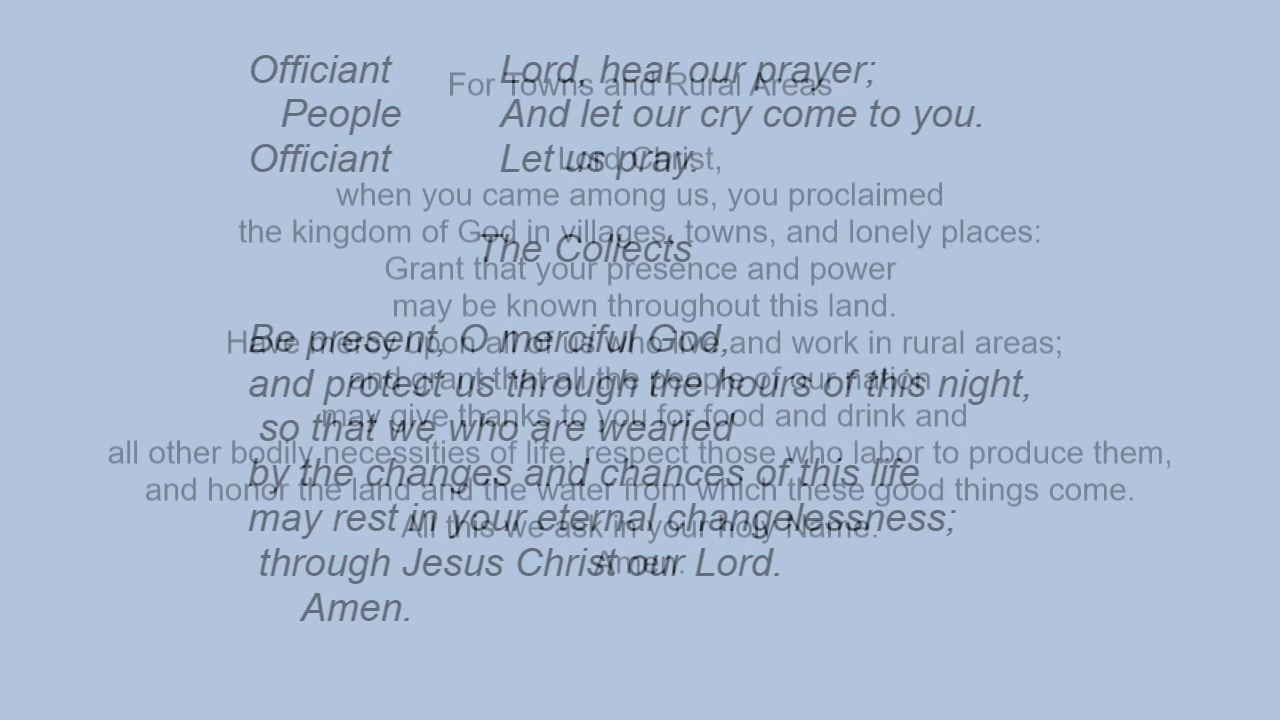 Officiant Lord, hear our prayer;
People And let our cry come to you.
Officiant Let us pray.
The Collects
Be present, O merciful God,
and protect us through the hours of this night,
so that we who are wearied
by the changes and chances of this life
may rest in your eternal changelessness;
through Jesus Christ our Lord.
Amen.
For Towns and Rural Areas
Lord Christ,
when you came among us, you proclaimed
the kingdom of God in villages, towns, and lonely places:
Grant that your presence and power
may be known throughout this land.
Have mercy upon all of us who live and work in rural areas;
and grant that all the people of our nation
may give thanks to you for food and drink and
all other bodily necessities of life, respect those who labor to produce them,
and honor the land and the water from which these good things come.
All this we ask in your holy Name.
Amen.